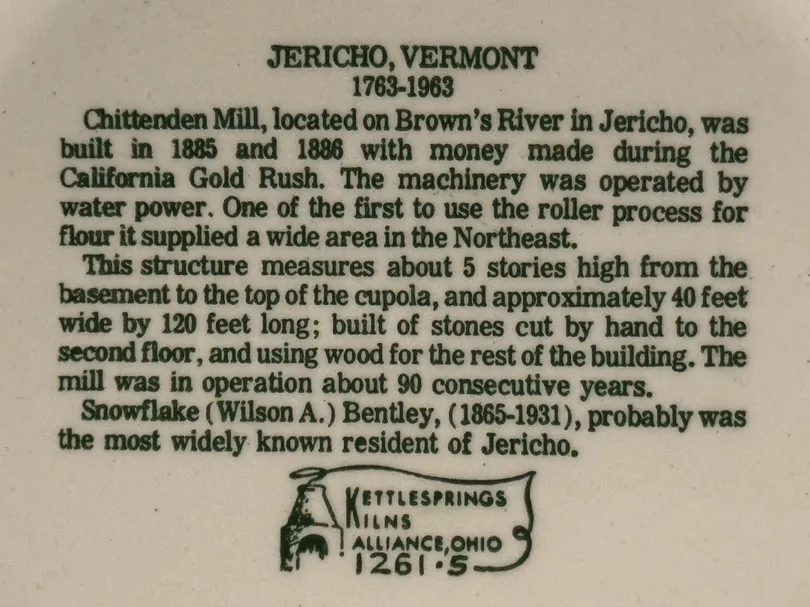 JERICHO, VERMONT
1763-1963
Chittenden Mill, located on Brown's River in Jericho, was
built in 1885 and 1886 with money made during the
California Gold Rush. The machinery was operated by
water power. One of the first to use the roller process for
flour it supplied a wide area in the Northeast.
This structure measures about 5 stories high from the
basement to the top of the cupola, and approximately 40 feet
wide by 120 feet long; built of stones cut by hand to the
second floor, and using wood for the rest of the building. The
mill was in operation about 90 consecutive years.
Snowflake (Wilson A.) Bentley, (1865-1931), probably was
the most widely known resident of Jericho.
KETTLESPRINGS
KILNS
ALLIANCE, OHIO
1261·5